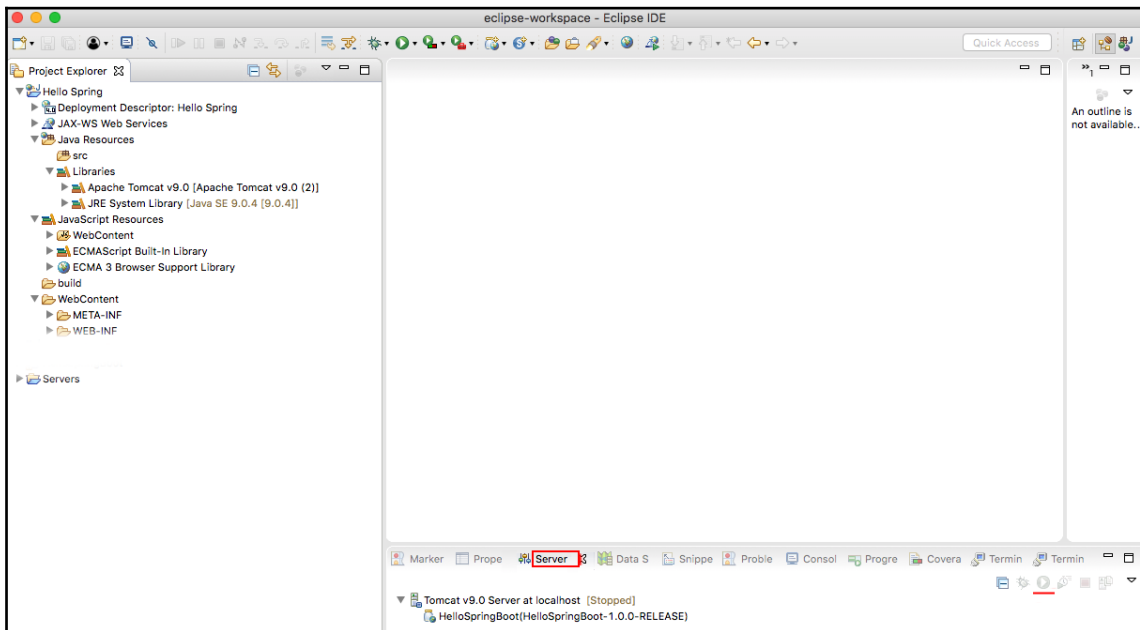 eclipse-workspace - Eclipse IDE
Quick Access
Project Explorer
Hello Spring
Deployment Descriptor: Hello Spring
JAX-WS Web Services
Java Resources
src
Libraries
Apache Tomcat v9.0 [Apache Tomcat v9.0 (2)]
JRE System Library [Java SE 9.0.4 [9.0.4]]
JavaScript Resources
WebContent
ECMAScript Built-In Library
ECMA 3 Browser Support Library
build
WebContent
META-INF
WEB-INF
Servers
»1
An outline is
not available..
Marker Prope Server Data S Snippe Proble Consol Progre Covera Termin Termin
Tomcat v9.0 Server at localhost [Stopped]
HelloSpringBoot(HelloSpringBoot-1.0.0-RELEASE)